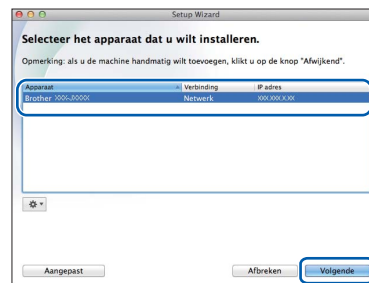 Setup Wizard
Selecteer het apparaat dat u wilt installeren.
Opmerking: als u de machine handmatig wilt toevoegen, klikt u op de knop "Afwijkend".
Apparaat Verbinding IP adres
Brother XXX-XXXXX Netwerk XXX.XXX.X.XX
Aangepast Afbreken Volgende